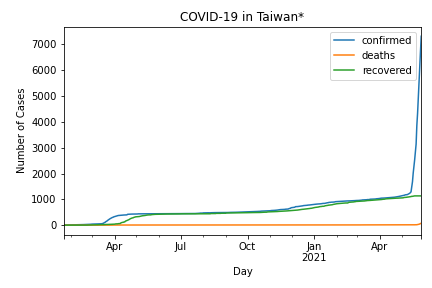 COVID-19 in Taiwan*
confirmed
deaths
recovered
Number of Cases
7000
6000
5000
4000
3000
2000
1000
0
Apr Jul Oct Jan Apr
2021
Day